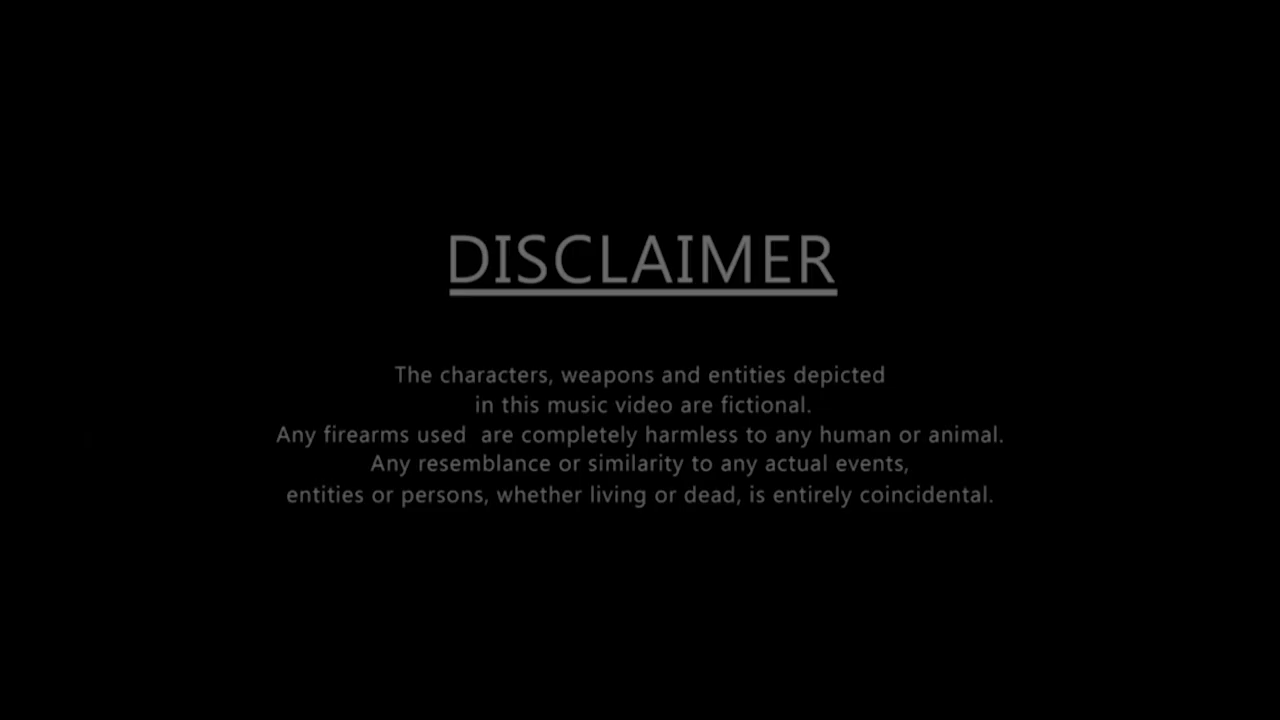 DISCLAIMER
The characters, weapons and entities depicted
in this music video are fictional.
Any firearms used  are completely harmless to any human or animal.
Any resemblance or similarity to any actual events,
entities or persons, whether living or dead, is entirely coincidental.